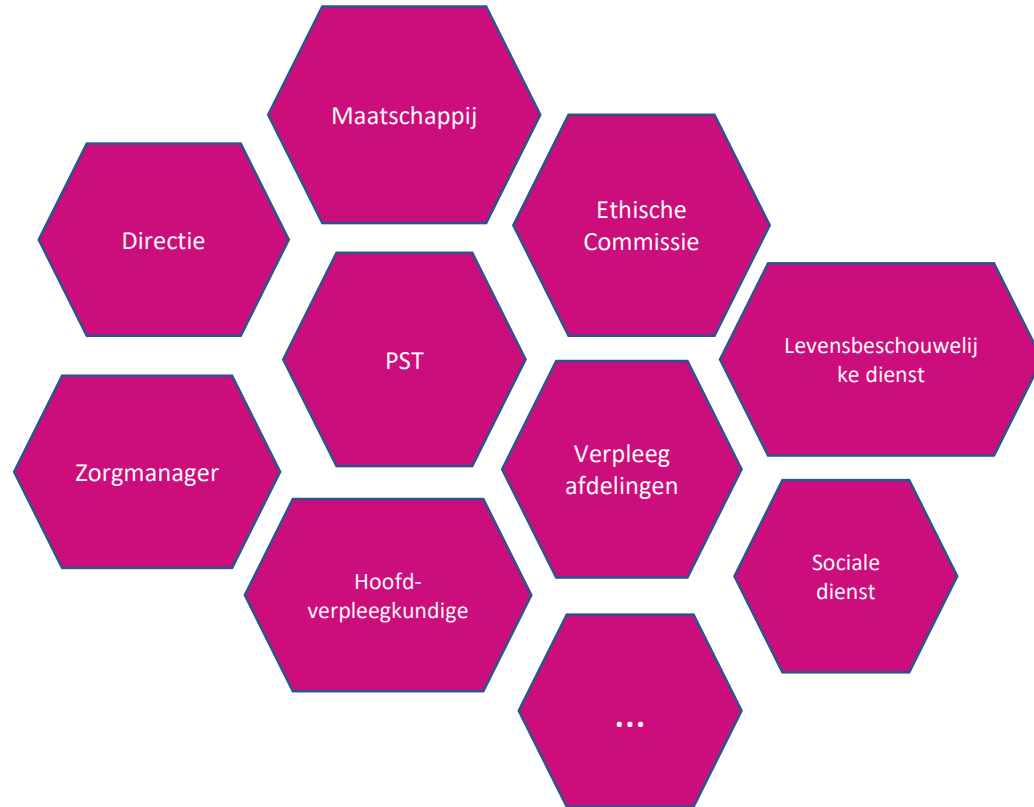 Maatschappij
Directie
Ethische
Commissie
PST
Levensbeschouwelij
ke dienst
Zorgmanager
Verpleeg
afdelingen
Hoofd-
verpleegkundige
Sociale
dienst
...